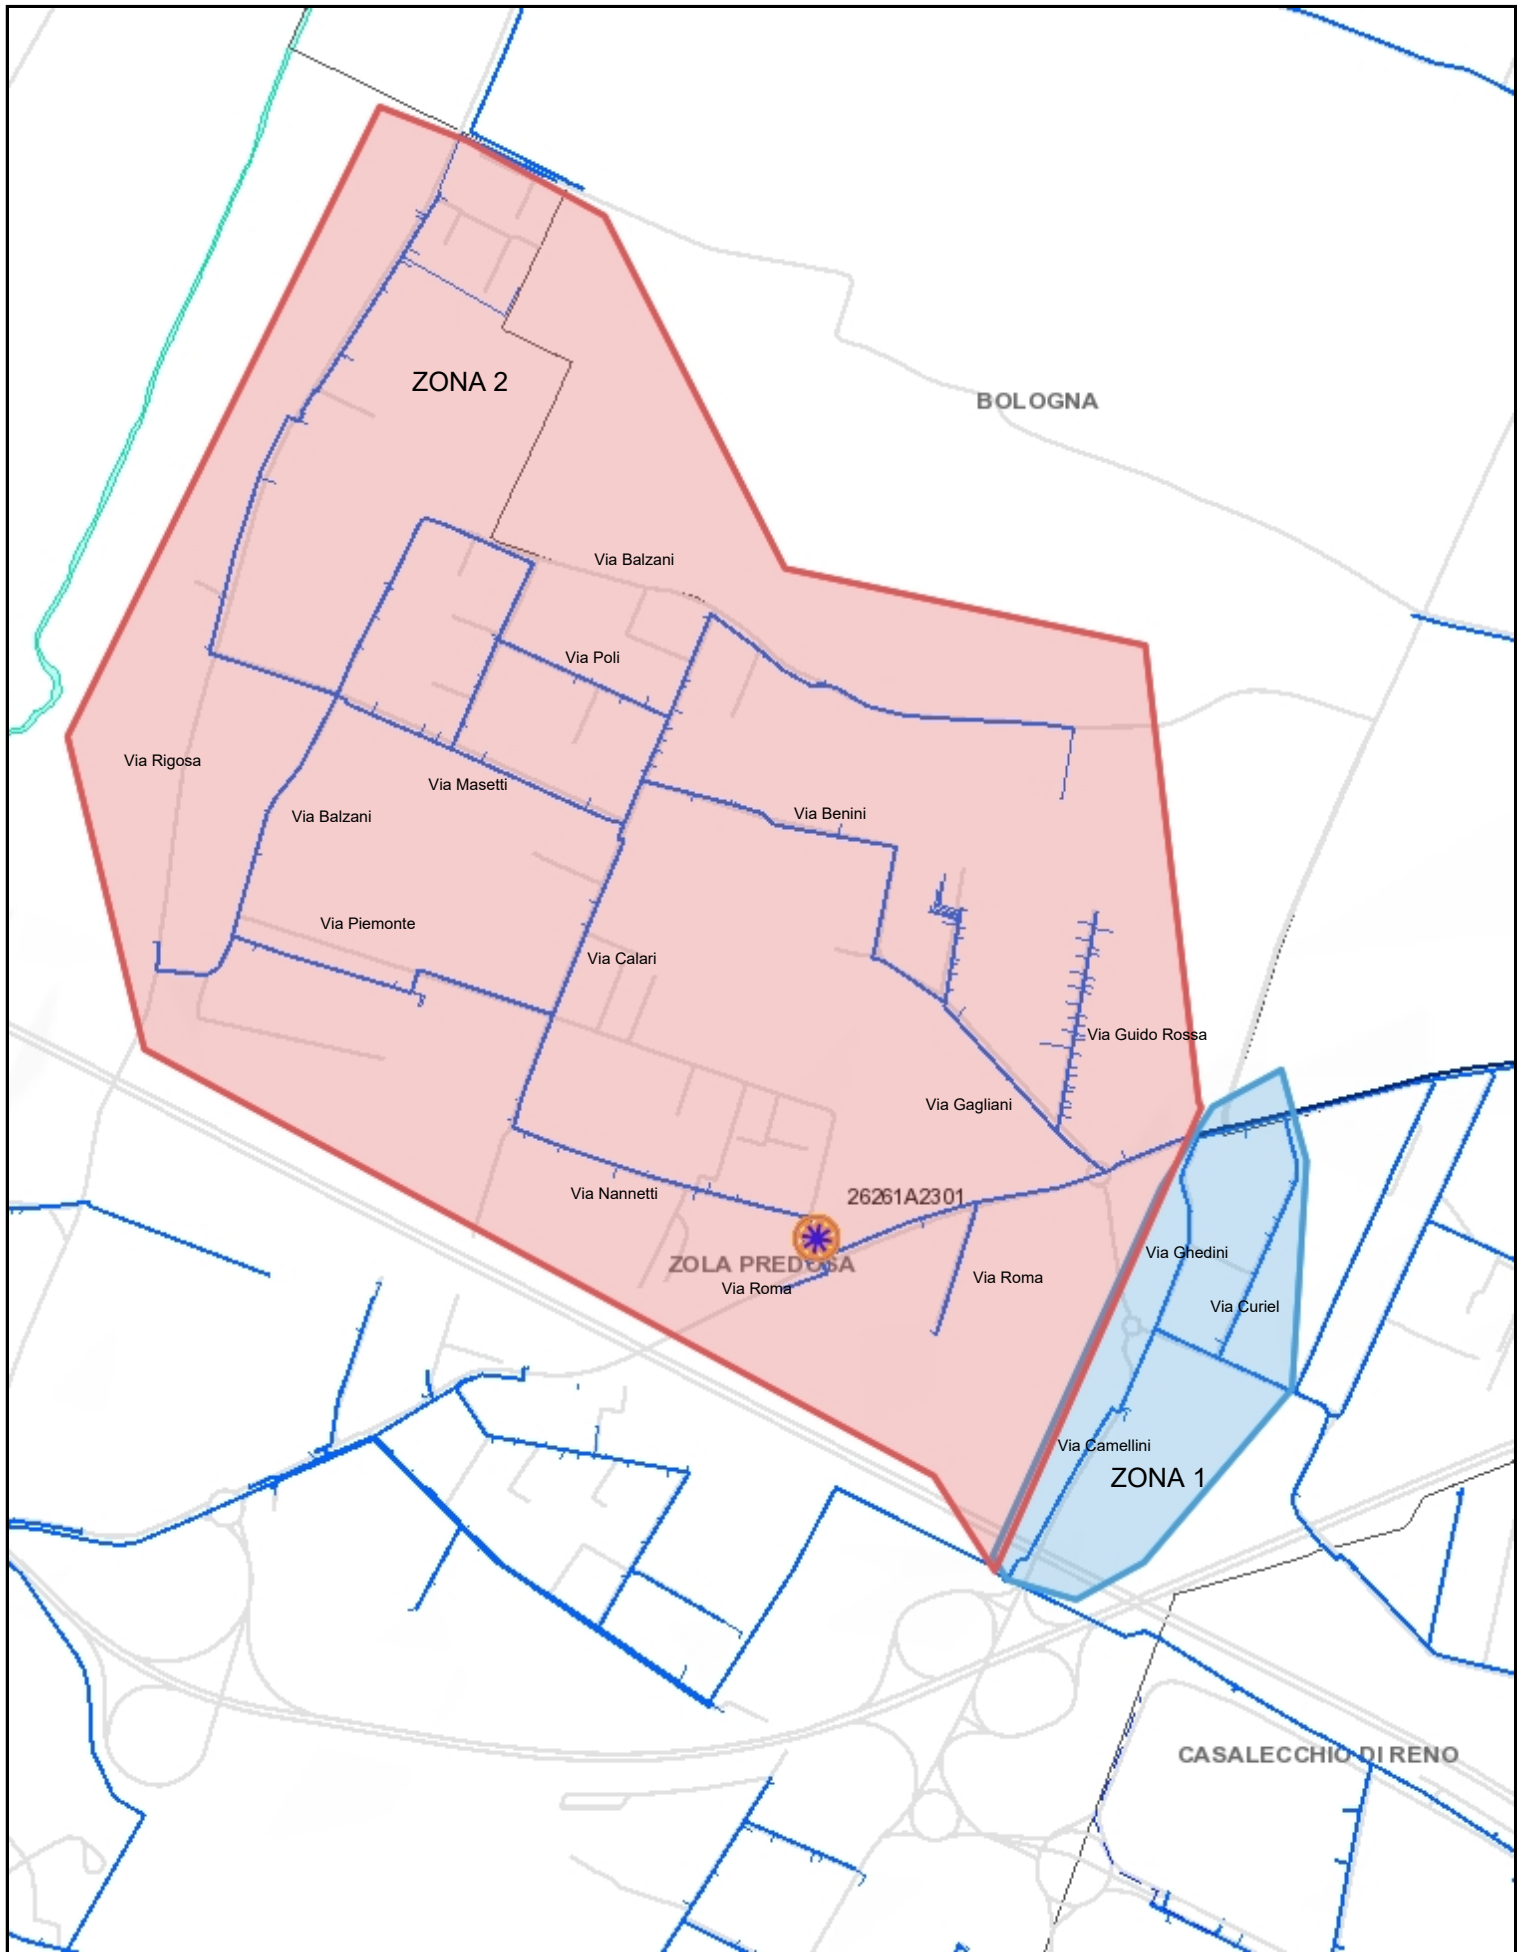 ZONA 2
BOLOGNA
Via Balzani
Via Poli
Via Rigosa
Via Masetti
Via Balzani
Via Benini
Via Piemonte
Via Calari
Via Guido Rossa
Via Gagliani
Via Nannetti
26261A2301
Via Ghedini
ZOLA PREDOSA
Via Roma
Via Roma
Via Curiel
Via Camellini
ZONA 1
CASALECCHIO DI RENO